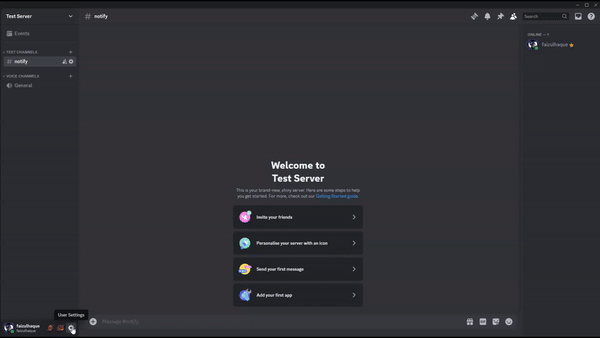 Test Server
# notify
Search
Events
TEXT CHANNELS
# notify
VOICE CHANNELS
General
ONLINE — 1
faizulhaque
Welcome to
Test Server
This is your brand new, shiny server. Here are some steps to help
you get started. For more, check out our Getting Started guide.
Invite your friends
Personalise your server with an icon
Send your first message
Add your first app
User Settings
faizulhaque
faizulhaque
Message #notify
GIF